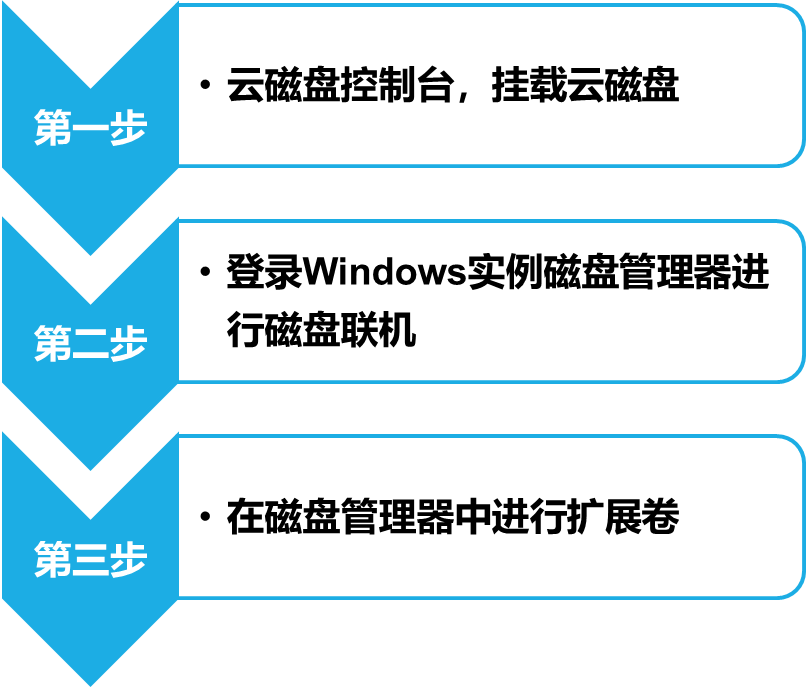 第一步
• 云磁盘控制台，挂载云磁盘
第二步
• 登录Windows实例磁盘管理器进
行磁盘联机
第三步
• 在磁盘管理器中进行扩展卷